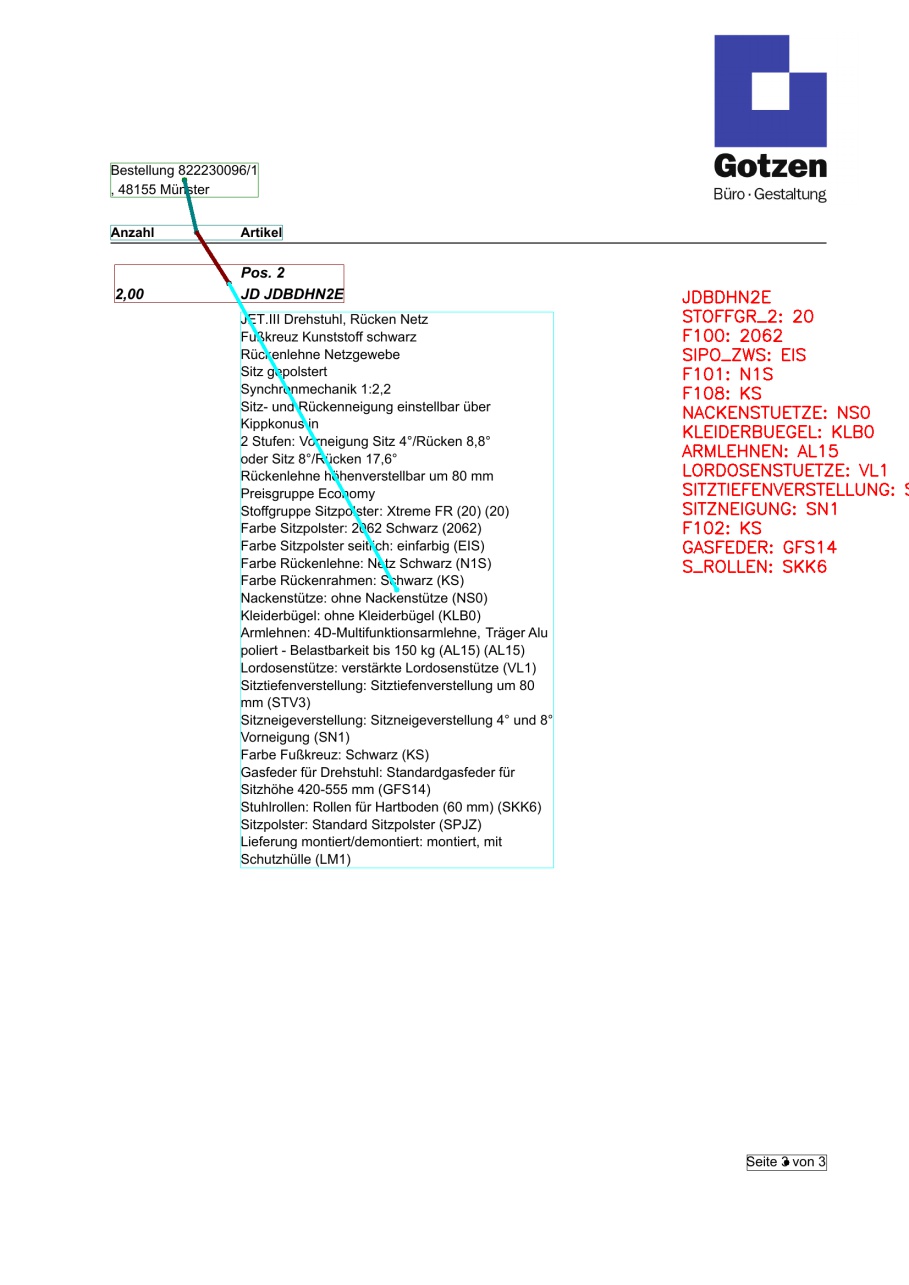 Gotzen
Büro · Gestaltung
Bestellung 822230096/1
, 48155 Münster
Anzahl Artikel
Pos. 2
2,00 JD JDBDHN2E
JET.III Drehstuhl, Rücken Netz
Fußkreuz Kunststoff schwarz
Rückenlehne Netzgewebe
Sitz gepolstert
Synchronmechanik 1:2,2
Sitz- und Rückenneigung einstellbar über
Kippkonus in
2 Stufen: Vorneigung Sitz 4°/Rücken 8,8°
oder Sitz 8°/Rücken 17,6°
Rückenlehne höhenverstellbar um 80 mm
Preisgruppe Economy
Stoffgruppe Sitzpolster: Xtreme FR (20) (20)
Farbe Sitzpolster: 2062 Schwarz (2062)
Farbe Sitzpolster seitlich: einfarbig (EIS)
Farbe Rückenlehne: Netz Schwarz (N1S)
Farbe Rückenrahmen: Schwarz (KS)
Nackenstütze: ohne Nackenstütze (NS0)
Kleiderbügel: ohne Kleiderbügel (KLB0)
Armlehnen: 4D-Multifunktionsarmlehne, Träger Alu
poliert - Belastbarkeit bis 150 kg (AL15) (AL15)
Lordosenstütze: verstärkte Lordosenstütze (VL1)
Sitztiefenverstellung: Sitztiefenverstellung um 80
mm (STV3)
Sitzneigeverstellung: Sitzneigeverstellung 4° und 8°
Vorneigung (SN1)
Farbe Fußkreuz: Schwarz (KS)
Gasfeder für Drehstuhl: Standardgasfeder für
Sitzhöhe 420-555 mm (GFS14)
Stuhlrollen: Rollen für Hartboden (60 mm) (SKK6)
Sitzpolster: Standard Sitzpolster (SPJZ)
Lieferung montiert/demontiert: montiert, mit
Schutzhülle (LM1)
JDBDHN2E
STOFFGR_2: 20
F100: 2062
SIPO_ZWS: EIS
F101: N1S
F108: KS
NACKENSTUETZE: NS0
KLEIDERBUEGEL: KLB0
ARMLEHNEN: AL15
LORDOSENSTUETZE: VL1
SITZTIEFENVERSTELLUNG:
SITZNEIGUNG: SN1
F102: KS
GASFEDER: GFS14
S_ROLLEN: SKK6
Seite 3 von 3